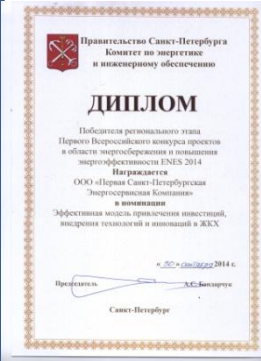 Правительство Санкт-Петербурга
Комитет по энергетике
и инженерному обеспечению
ДИПЛОМ
Победителя регионального этапа
Первого Всероссийского конкурса проектов
в области энергосбережения и повышения
энергоэффективности ENES 2014
Награждается
ООО «Первая Санкт-Петербургская
Энергосервисная Компания»
в номинации
Эффективная модель привлечения инвестиций,
внедрения технологий и инноваций в ЖКХ
«30» сентября 2014 г.
Председатель А.С. Бондарчук
Санкт-Петербург